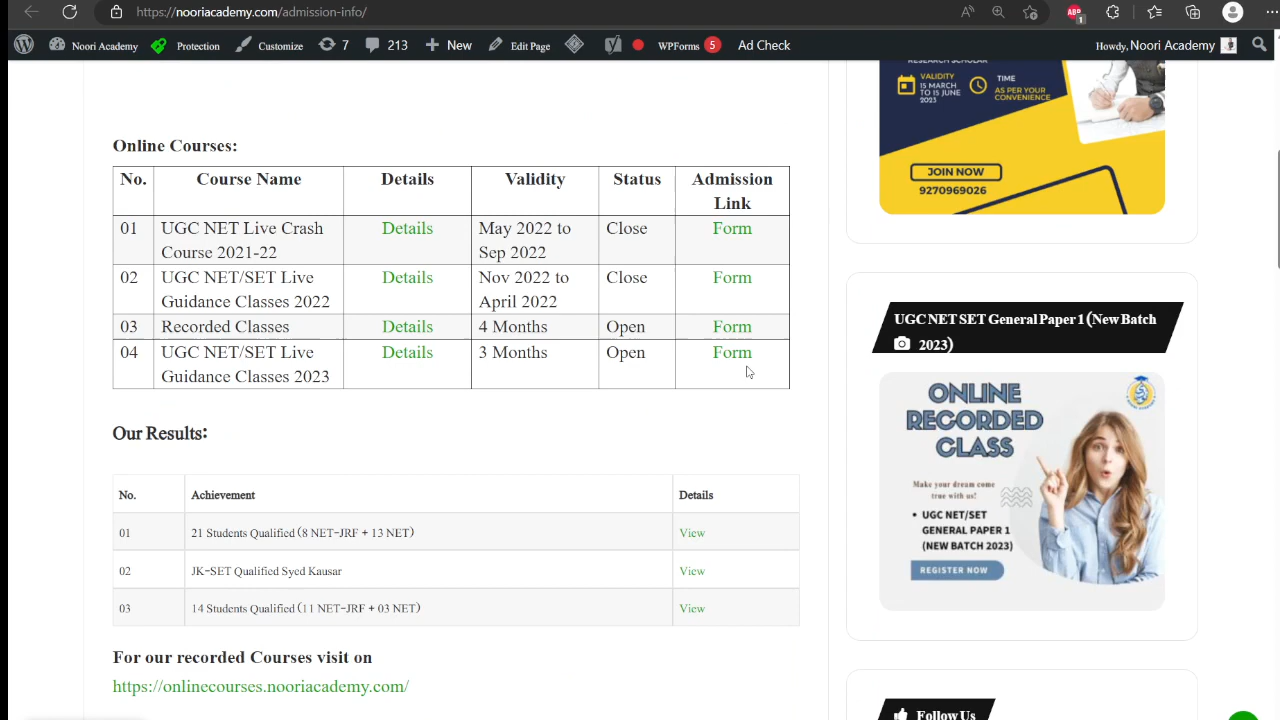 https://nooriacademy.com/admission-info/
1
Noori Academy Protection Customize 7 213 New Edit Page WPForms 5 Ad Check Howdy, Noori Academy
Online Courses:
No. Course Name Details Validity Status Admission Link
01 UGC NET Live Crash Course 2021-22 Details May 2022 to Sep 2022 Close Form
02 UGC NET/SET Live Guidance Classes 2022 Details Nov 2022 to April 2022 Close Form
03 Recorded Classes Details 4 Months Open Form
04 UGC NET/SET Live Guidance Classes 2023 Details 3 Months Open Form
Our Results:
No. Achievement Details
01 21 Students Qualified (8 NET-JRF + 13 NET) View
02 JK-SET Qualified Syed Kausar View
03 14 Students Qualified (11 NET-JRF + 03 NET) View
For our recorded Courses visit on
https://onlinecourses.nooriacademy.com/
RESEARCH SCHOLAR
VALIDITY
15 MARCH
TO 15 JUNE
2023
TIME
AS PER YOUR
CONVENIENCE
JOIN NOW
9270969026
UGC NET SET General Paper 1 (New Batch
2023)
ONLINE
RECORDED
CLASS
Make your dream come
true with us!
• UGC NET/SET
GENERAL PAPER 1
(NEW BATCH 2023)
REGISTER NOW
Follow Us